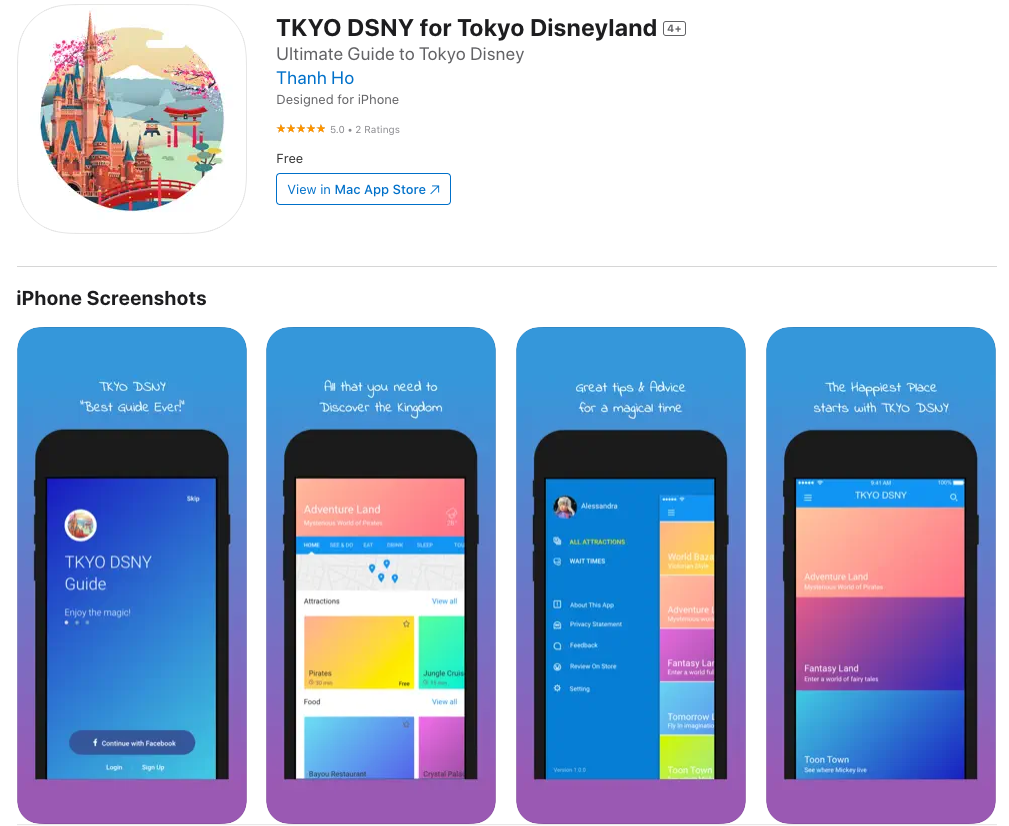 TKYO DSNY for Tokyo Disneyland 4+
Ultimate Guide to Tokyo Disney
Thanh Ho
Designed for iPhone
★★★★★ 5.0 • 2 Ratings
Free
View in Mac App Store ↗
iPhone Screenshots
TKYO DSNY
"Best Guide Ever!"
Skip
TKYO DSNY
Guide
Enjoy the magic!
f Continue with Facebook
Login
Sign Up
All that you need to
Discover the Kingdom
Adventure Land
Mysterious World of Pirates
28°
HOME SEE & DO EAT DRINK SLEEP TOU
Attractions View all
Pirates
Free
Jungle Cruis
Food View all
Bayou Restaurant
Crystal Pala
Great tips & Advice
for a magical time
Alessandra
ALL ATTRACTIONS
WAIT TIMES
About This App
Privacy Statement
Feedback
Review On Store
Setting
Version 1.0.0
World Baza
Victorian Style
Adventure L
Mysterious world
Fantasy Lan
Enter a world ful
Tomorrow L
Fly in imaginatio
Toon Town
The Happiest Place
starts with TKYO DSNY
9:41 AM 100%
TKYO DSNY
Adventure Land
Mysterious World of Pirates
Fantasy Land
Enter a world of fairy tales
Toon Town
See where Mickey live